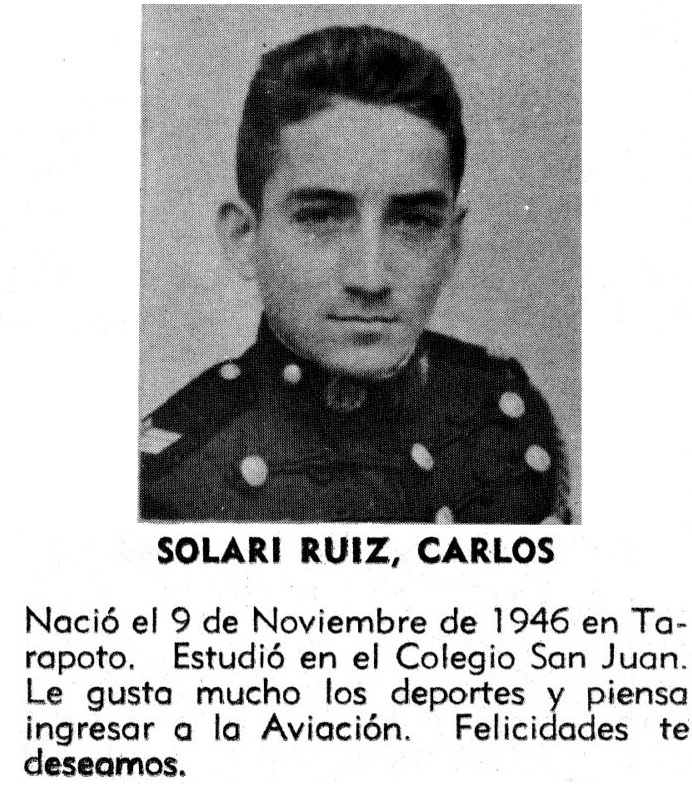 SOLARI RUIZ, CARLOS
Nació el 9 de Noviembre de 1946 en Ta-
rapoto. Estudió en el Colegio San Juan.
Le gusta mucho los deportes y piensa
ingresar a la Aviación. Felicidades te
deseamos.